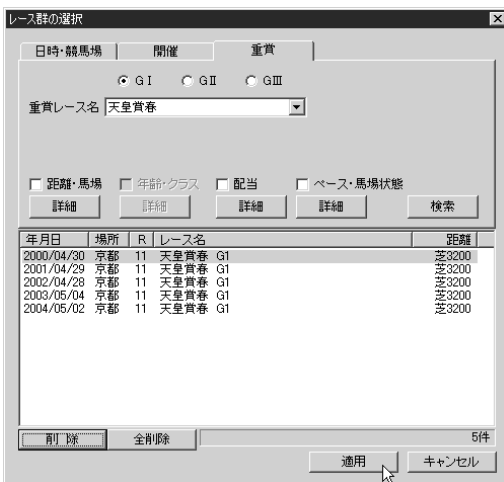 レース群の選択
日時・競馬場 開催 重賞
GⅠ GⅡ GⅢ
重賞レース名 天皇賞春
距離・馬場 年齢・クラス 配当 ペース・馬場状態
詳細 詳細 詳細 詳細 検索
年月日 場所 R レース名 距離
2000/04/30 京都 11 天皇賞春 G1 芝3200
2001/04/29 京都 11 天皇賞春 G1 芝3200
2002/04/28 京都 11 天皇賞春 G1 芝3200
2003/05/04 京都 11 天皇賞春 G1 芝3200
2004/05/02 京都 11 天皇賞春 G1 芝3200
削除 全削除 5件
適用 キャンセル